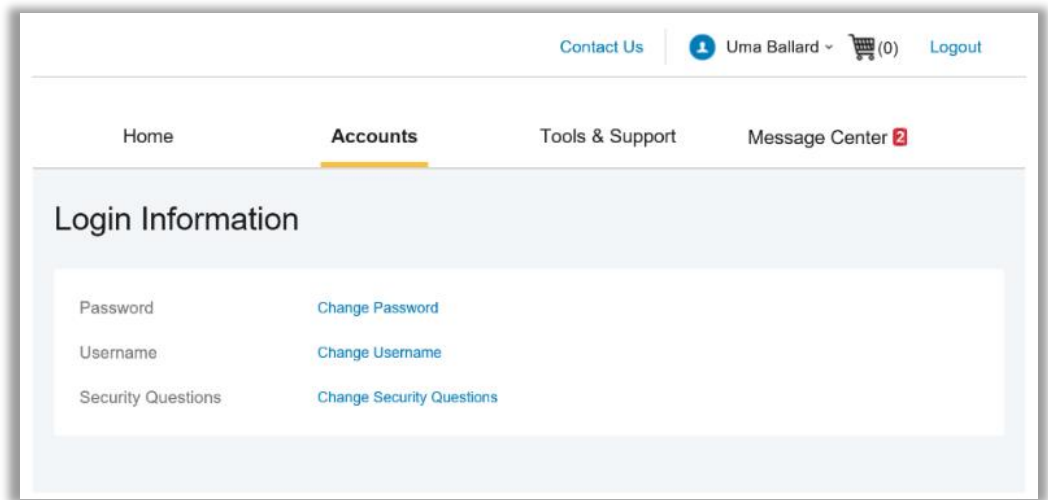 Contact Us Uma Ballard (0) Logout
Home Accounts Tools & Support Message Center 2
Login Information
Password Change Password
Username Change Username
Security Questions Change Security Questions